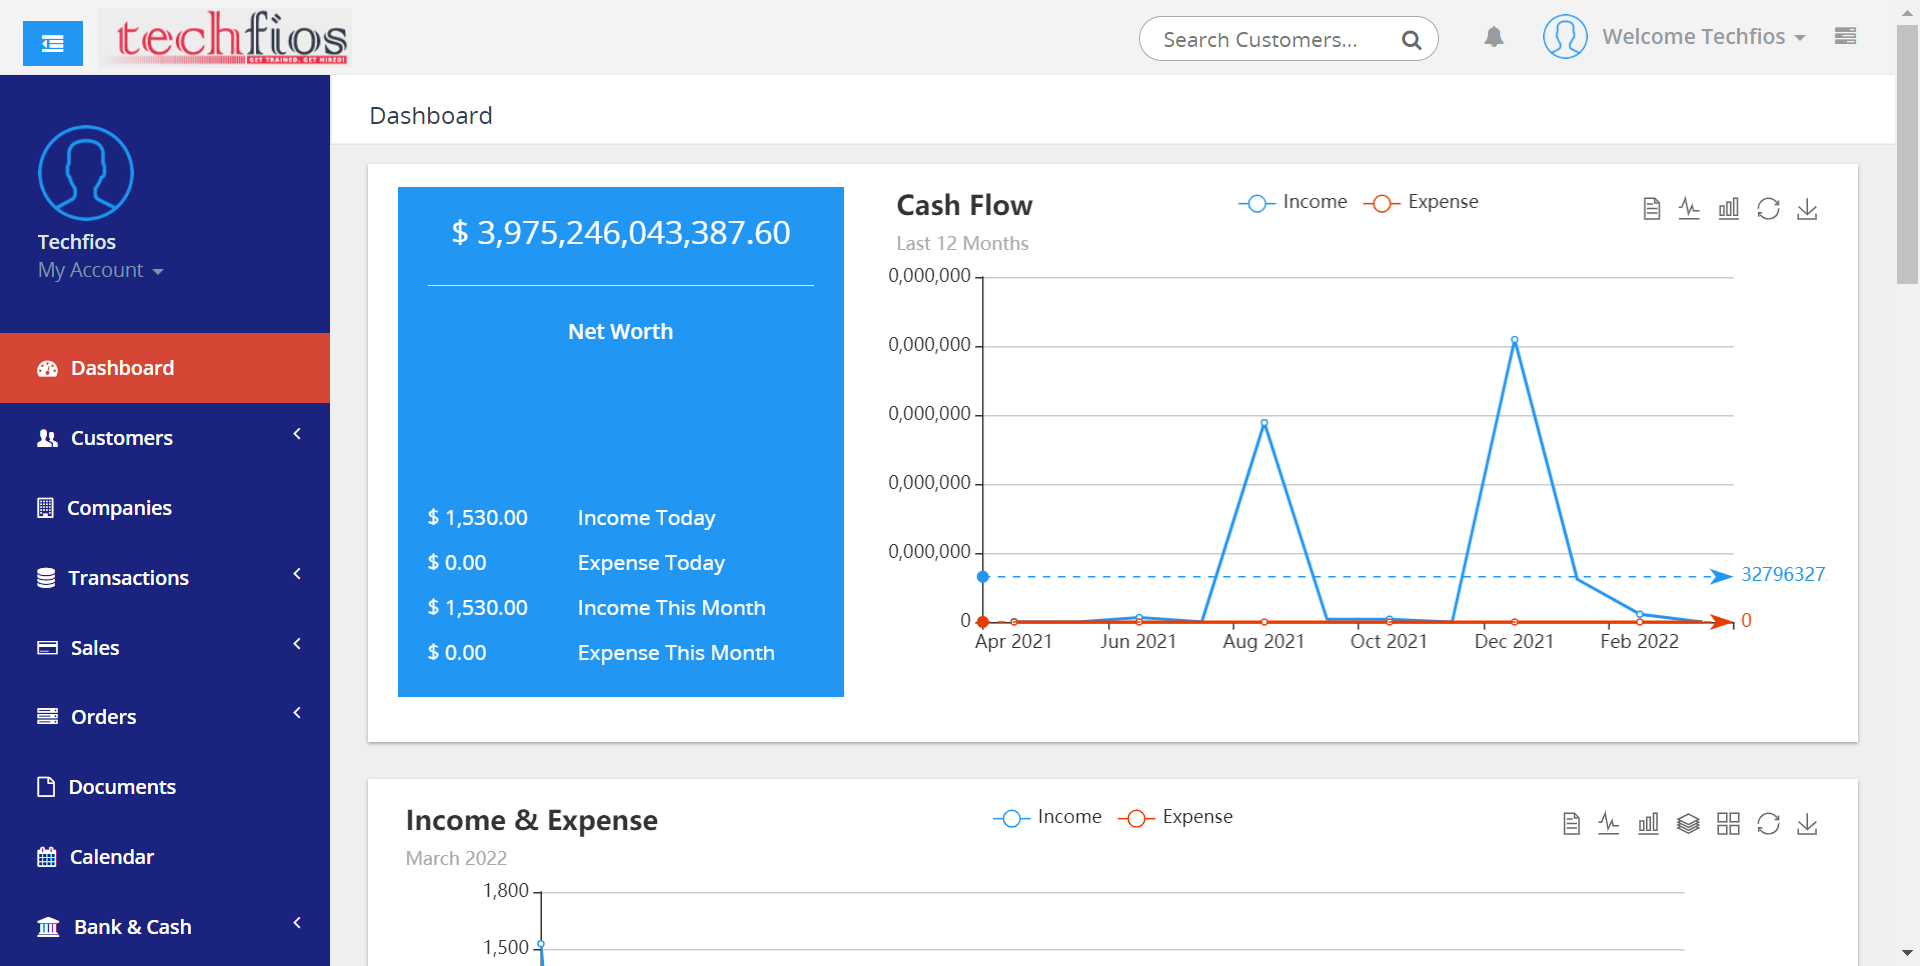 techfios
GET TRAINED. GET HIRED!
Search Customers...
Welcome Techfios
Techfios
My Account
Dashboard
Customers
Companies
Transactions
Sales
Orders
Documents
Calendar
Bank & Cash
Dashboard
$ 3,975,246,043,387.60
Net Worth
$ 1,530.00 Income Today
$ 0.00 Expense Today
$ 1,530.00 Income This Month
$ 0.00 Expense This Month
Cash Flow
Last 12 Months
Income Expense
0,000,000
0,000,000
0,000,000
0,000,000
0,000,000
0
32796327
0
Apr 2021 Jun 2021 Aug 2021 Oct 2021 Dec 2021 Feb 2022
Income & Expense
March 2022
Income Expense
1,800
1,500